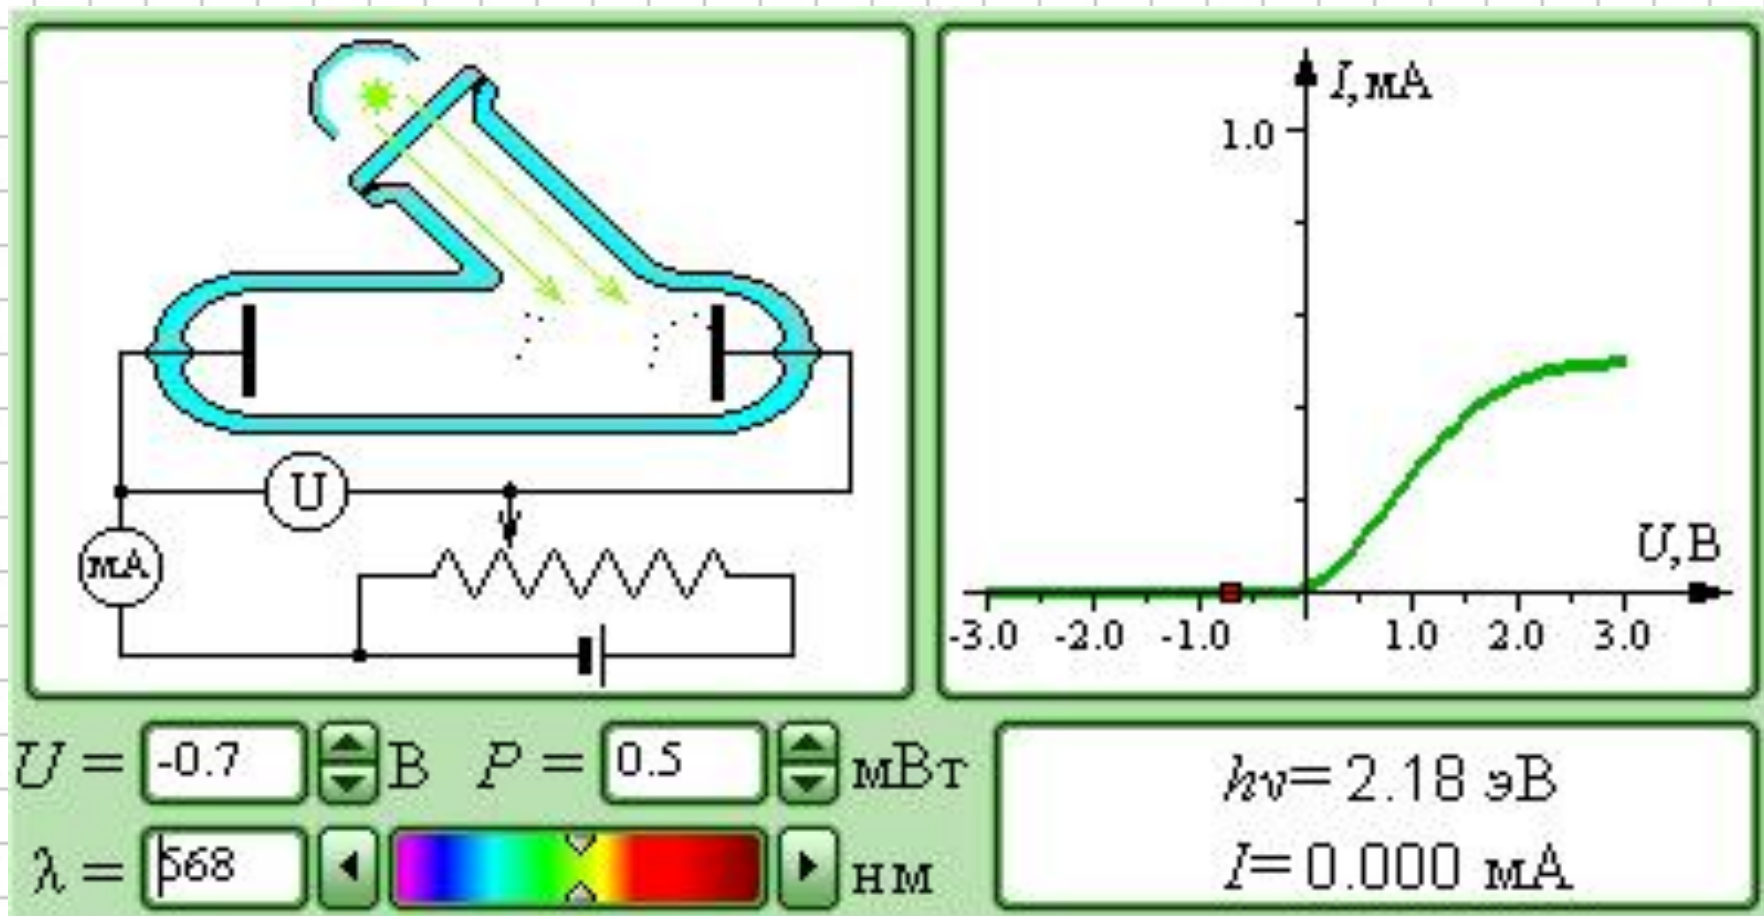 U
мА
I,мА
1.0
U,В
-3.0 -2.0 -1.0 1.0 2.0 3.0
U = -0.7 В P = 0.5 мВт
λ = 568 нм
hν= 2.18 эВ
I= 0.000 мА